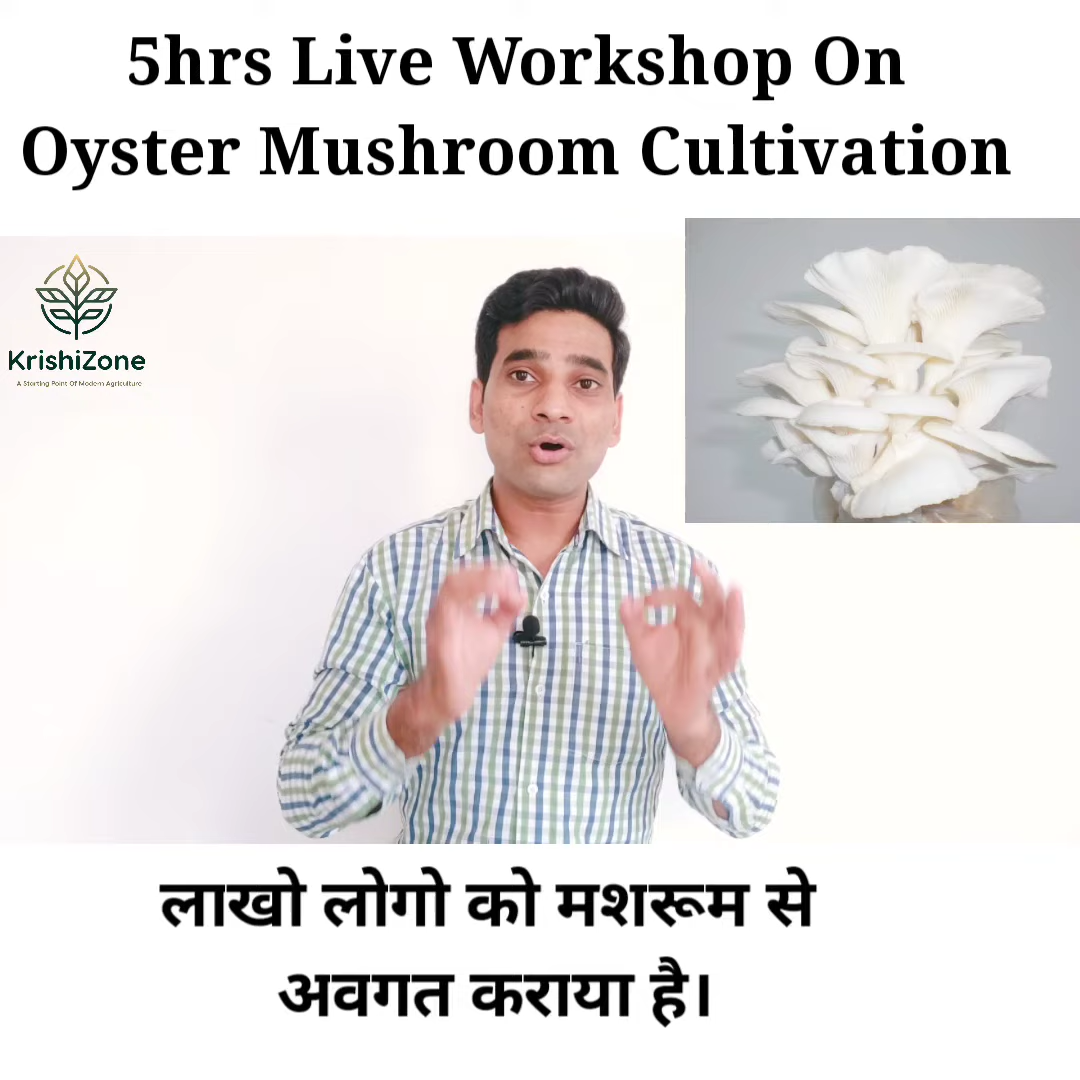 5hrs Live Workshop On
Oyster Mushroom Cultivation
KrishiZone
A Starting Point Of Modern Agriculture
लाखो लोगो को मशरूम से
अवगत कराया है।